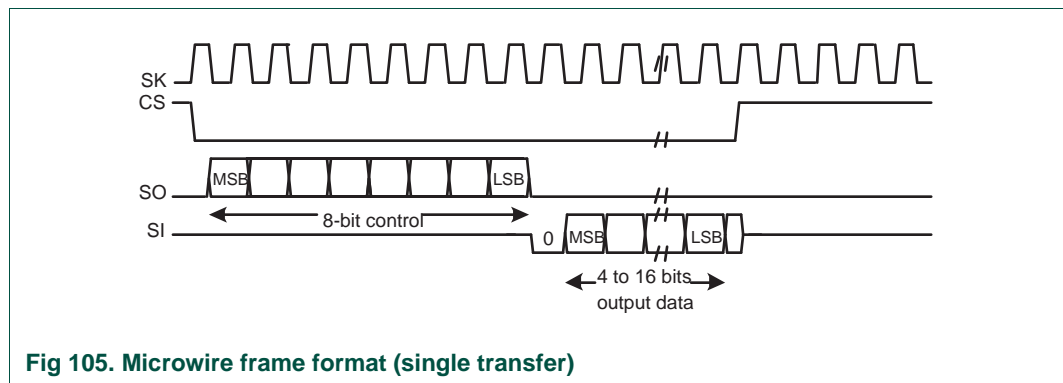 SK
CS
SO
MSB
LSB
8-bit control
SI
0
MSB
LSB
4 to 16 bits
output data
Fig 105. Microwire frame format (single transfer)